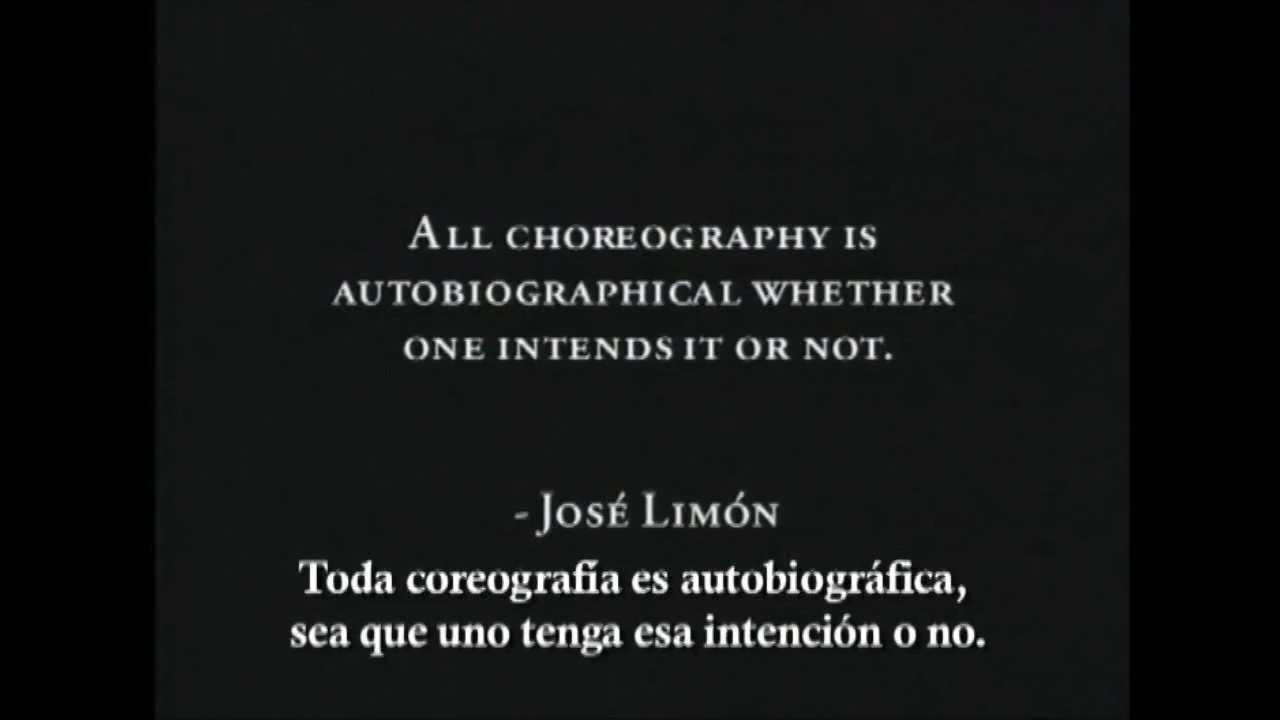 ALL CHOREOGRAPHY IS
AUTOBIOGRAPHICAL WHETHER
ONE INTENDS IT OR NOT.
- JOSÉ LIMÓN
Toda coreografía es autobiográfica,
sea que uno tenga esa intención o no.